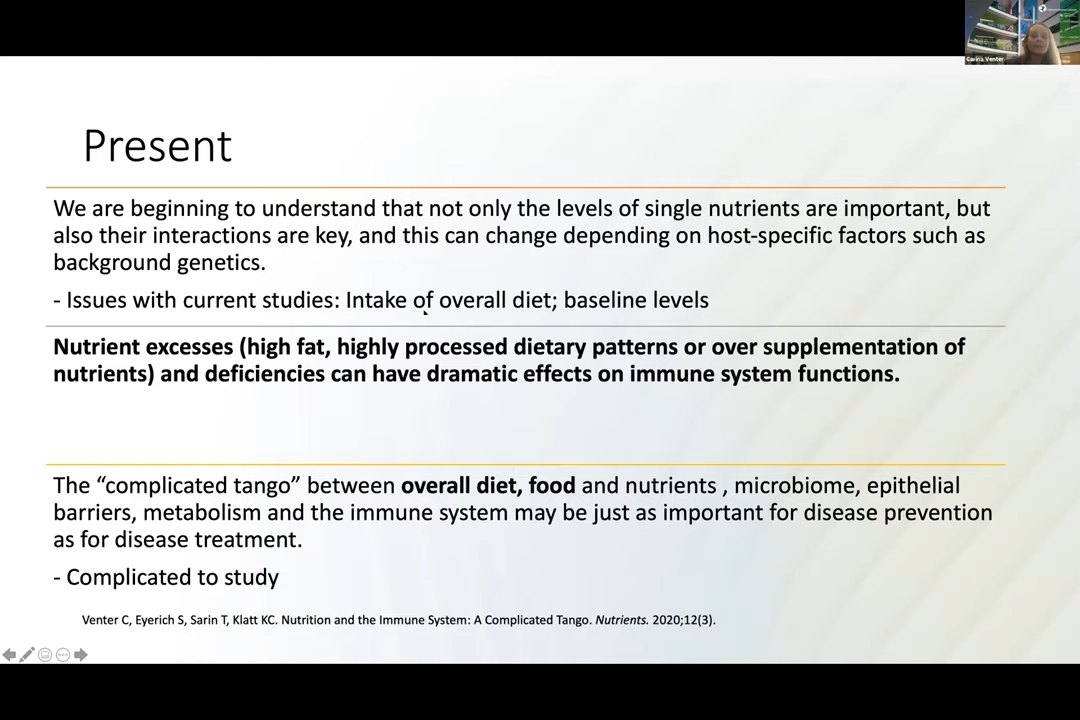 Carina Venter
Present
We are beginning to understand that not only the levels of single nutrients are important, but
also their interactions are key, and this can change depending on host-specific factors such as
background genetics.
- Issues with current studies: Intake of overall diet; baseline levels
Nutrient excesses (high fat, highly processed dietary patterns or over supplementation of
nutrients) and deficiencies can have dramatic effects on immune system functions.
The “complicated tango” between overall diet, food and nutrients , microbiome, epithelial
barriers, metabolism and the immune system may be just as important for disease prevention
as for disease treatment.
- Complicated to study
Venter C, Eyerich S, Sarin T, Klatt KC. Nutrition and the Immune System: A Complicated Tango. Nutrients. 2020;12(3).